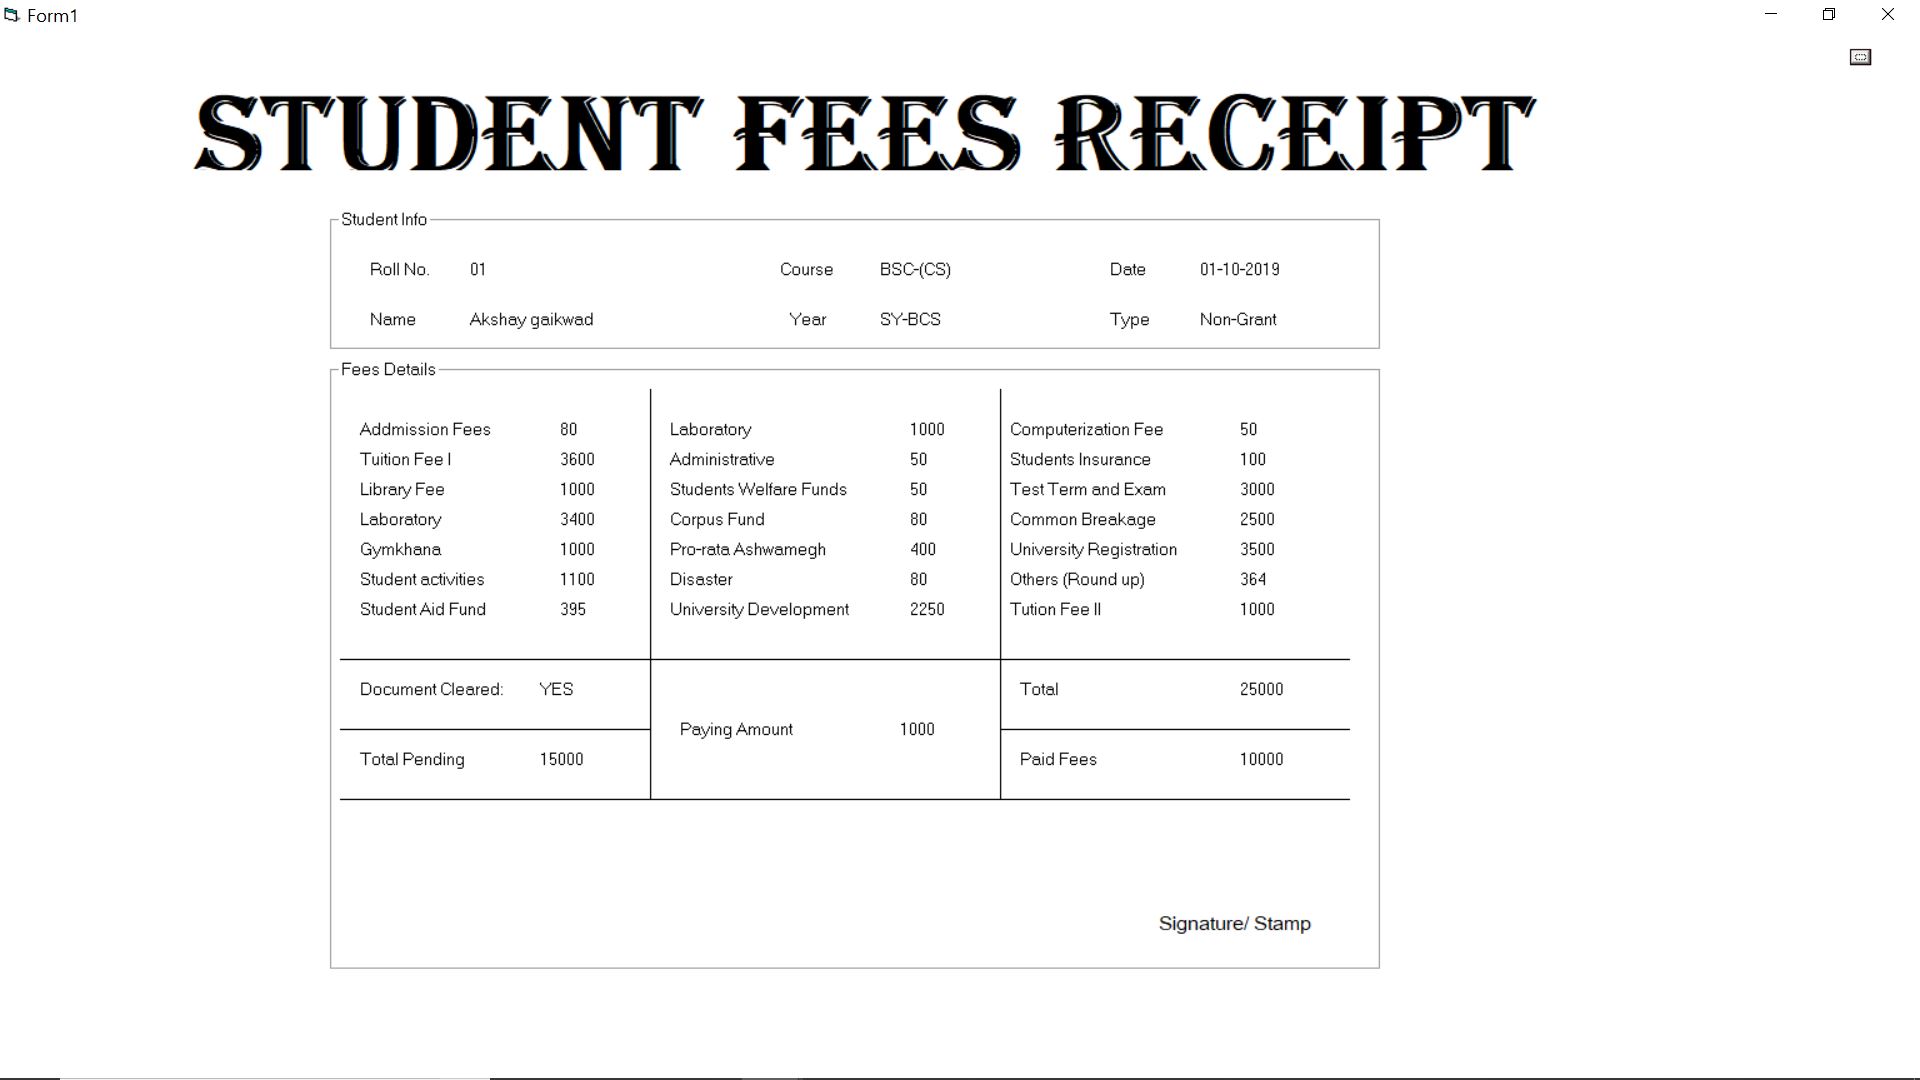 Form1
STUDENT FEES RECEIPT
Student Info
Roll No. 01 Course BSC-(CS) Date 01-10-2019
Name Akshay gaikwad Year SY-BCS Type Non-Grant
Fees Details
Addmission Fees 80 Laboratory 1000 Computerization Fee 50
Tuition Fee I 3600 Administrative 50 Students Insurance 100
Library Fee 1000 Students Welfare Funds 50 Test Term and Exam 3000
Laboratory 3400 Corpus Fund 80 Common Breakage 2500
Gymkhana 1000 Pro-rata Ashwamegh 400 University Registration 3500
Student activities 1100 Disaster 80 Others (Round up) 364
Student Aid Fund 395 University Development 2250 Tution Fee II 1000
Document Cleared: YES Total 25000
Paying Amount 1000
Total Pending 15000 Paid Fees 10000
Signature/ Stamp